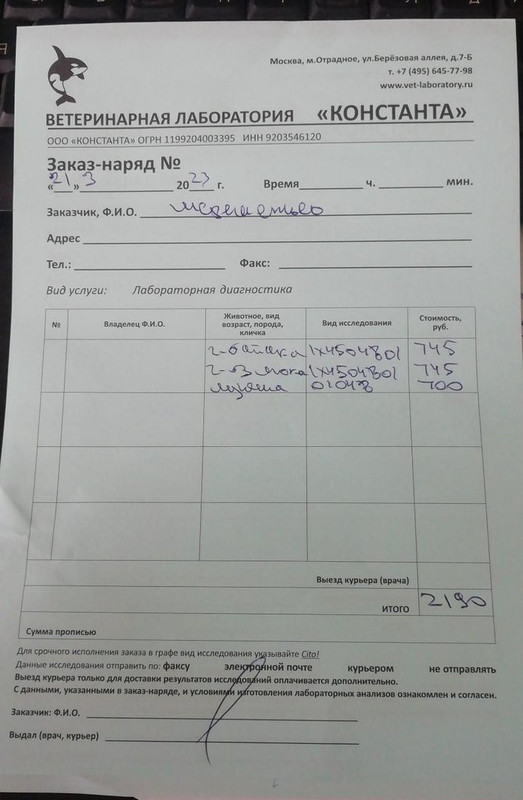 Москва, м.Отрадное, ул.Берёзовая аллея, д.7-Б
т. +7 (495) 645-77-98
www.vet-laboratory.ru
ВЕТЕРИНАРНАЯ ЛАБОРАТОРИЯ «КОНСТАНТА»
ООО «КОНСТАНТА» ОГРН 1199204003395 ИНН 9203546120
Заказ-наряд №
«21» 3 2023 г. Время ч. мин.
Заказчик, Ф.И.О.
Адрес
Тел.: Факс:
Вид услуги: Лабораторная диагностика
№ Владелец Ф.И.О. Животное, вид возраст, порода, кличка Вид исследования Стоимость, руб.
1х4504801 745
1х4504801 745
010478 700
Выезд курьера (врача)
ИТОГО 2190
Сумма прописью
Для срочного исполнения заказа в графе вид исследования указывайте Cito!
Данные исследования отправить по: факсу электронной почте курьером не отправлять
Выезд курьера только для доставки результатов исследований оплачивается дополнительно.
С данными, указанными в заказ-наряде, и условиями изготовления лабораторных анализов ознакомлен и согласен.
Заказчик: Ф.И.О.
Выдал (врач, курьер)